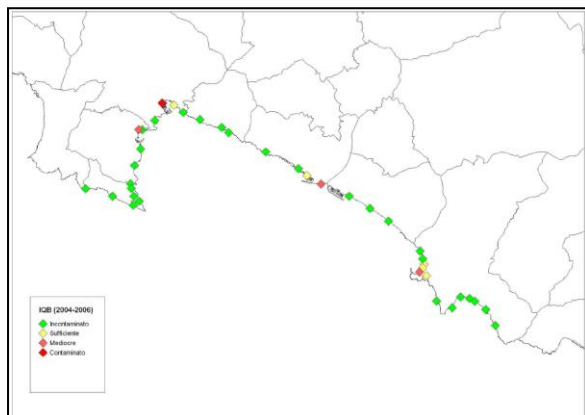 IQB (2004-2006)
Incontaminato
Sufficiente
Mediocre
Contaminato